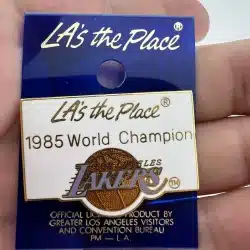 LA's the Place®
LA's the Place®
1985 World Champion
LOS ANGELES
LAKERS TM
OFFICIAL LICENSED PRODUCT BY
GREATER LOS ANGELES VISITORS
AND CONVENTION BUREAU
PM - L.A.